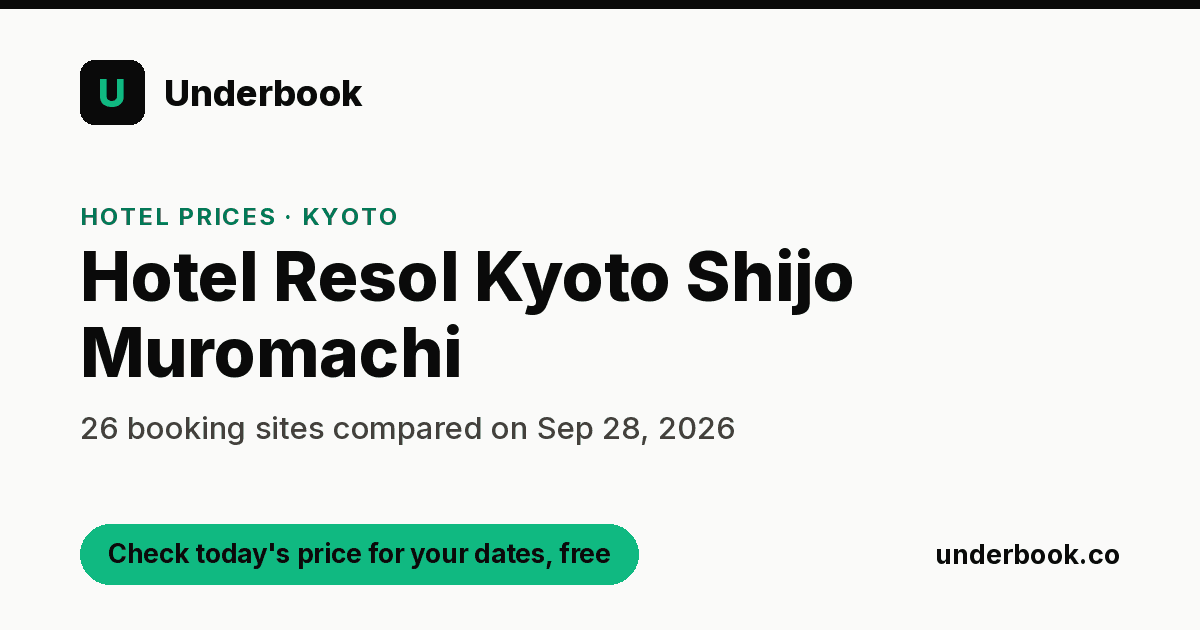 U Underbook
HOTEL PRICES · KYOTO
Hotel Resol Kyoto Shijo
Muromachi
26 booking sites compared on Sep 28, 2026
Check today's price for your dates, free
underbook.co